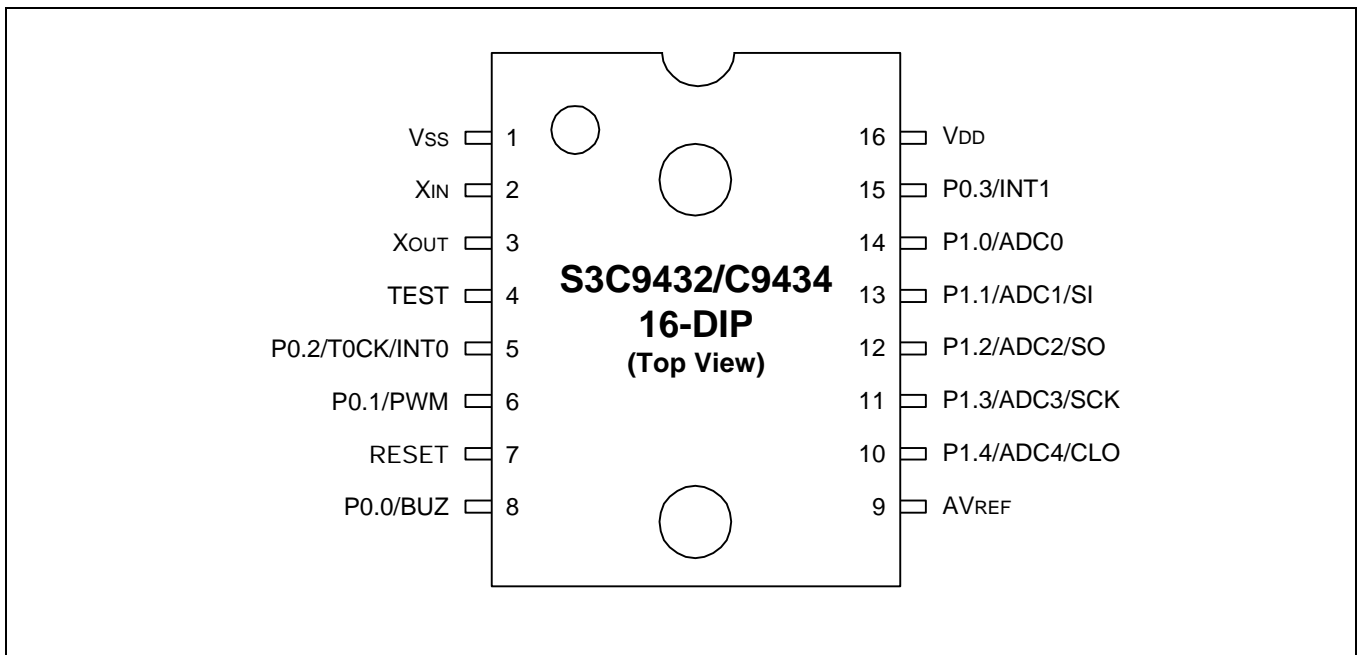 VSS 1
XIN 2
XOUT 3
TEST 4
P0.2/T0CK/INT0 5
P0.1/PWM 6
RESET 7
P0.0/BUZ 8
S3C9432/C9434
16-DIP
(Top View)
16 VDD
15 P0.3/INT1
14 P1.0/ADC0
13 P1.1/ADC1/SI
12 P1.2/ADC2/SO
11 P1.3/ADC3/SCK
10 P1.4/ADC4/CLO
9 AVREF